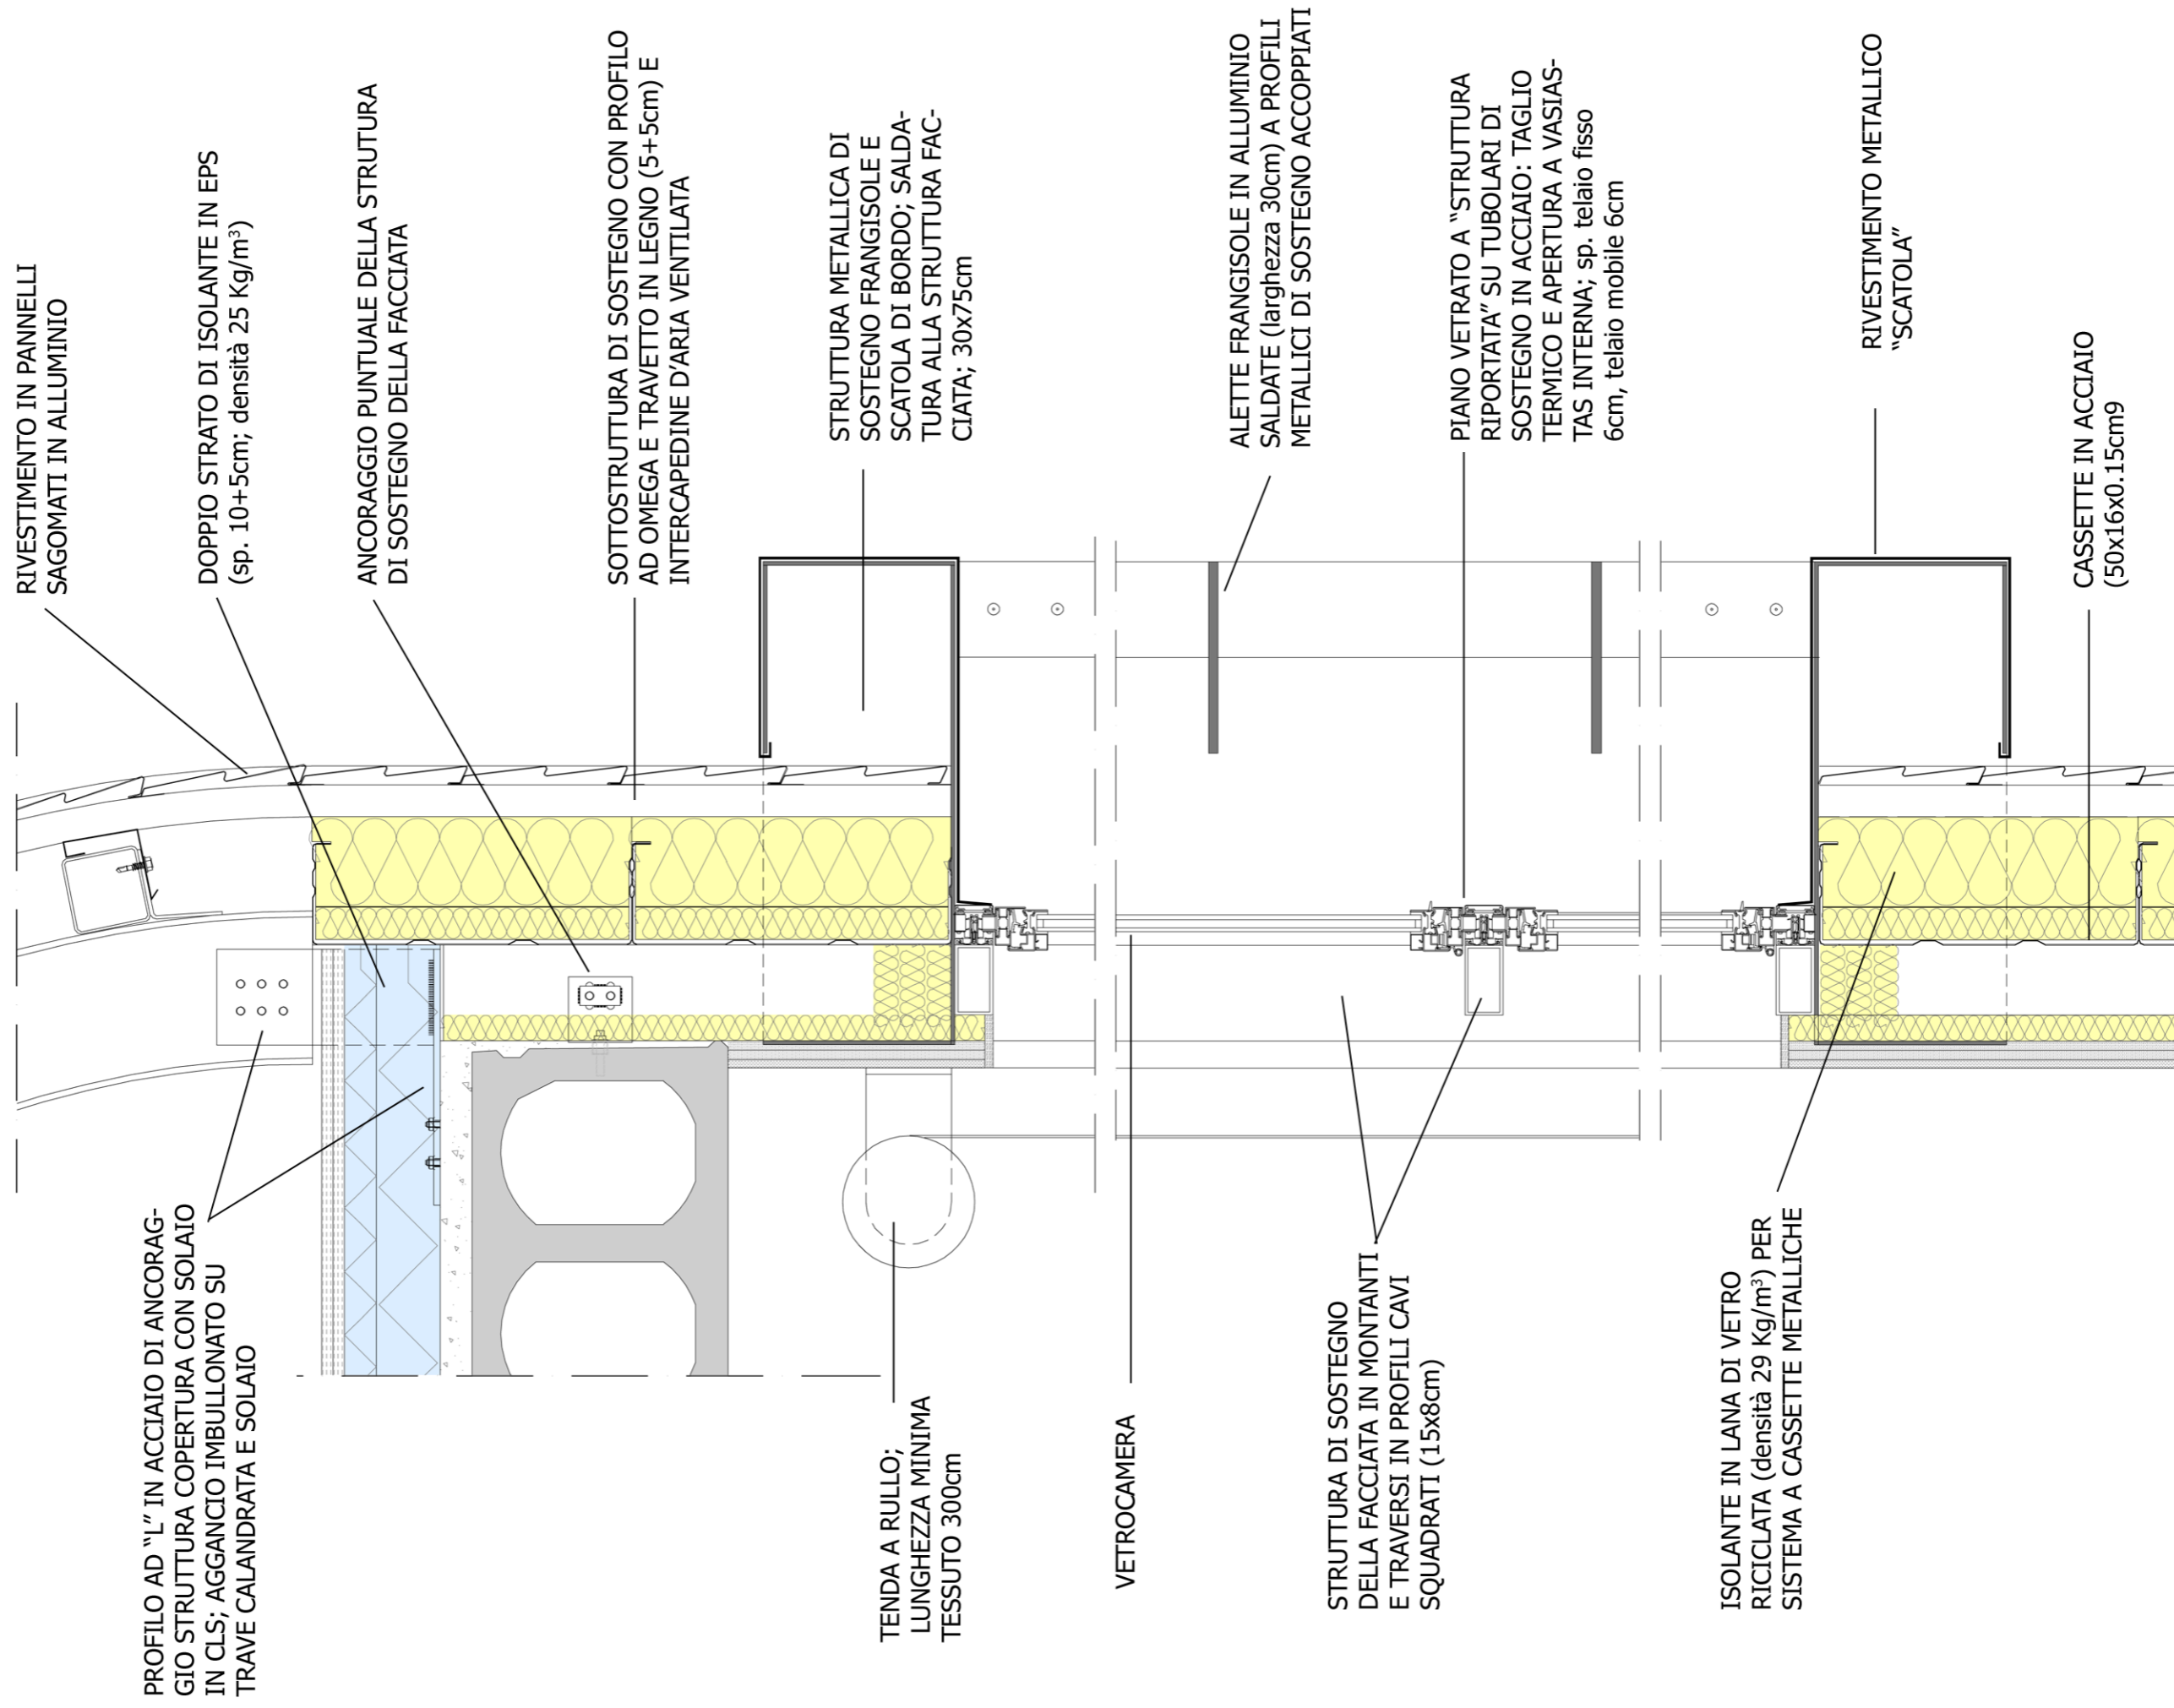 RIVESTIMENTO IN PANNELLI
SAGOMATI IN ALLUMINIO
DOPPIO STRATO DI ISOLANTE IN EPS
(sp. 10+5cm; densità 25 Kg/m³)
ANCORAGGIO PUNTUALE DELLA STRUTURA
DI SOSTEGNO DELLA FACCIATA
SOTTOSTRUTTURA DI SOSTEGNO CON PROFILO
AD OMEGA E TRAVETTO IN LEGNO (5+5cm) E
INTERCAPEDINE D'ARIA VENTILATA
STRUTTURA METALLICA DI
SOSTEGNO FRANGISOLE E
SCATOLA DI BORDO; SALDA-
TURA ALLA STRUTTURA FAC-
CIATA; 30x75cm
ALETTE FRANGISOLE IN ALLUMINIO
SALDATE (larghezza 30cm) A PROFILI
METALLICI DI SOSTEGNO ACCOPPIATI
PIANO VETRATO A "STRUTTURA
RIPORTATA" SU TUBOLARI DI
SOSTEGNO IN ACCIAIO: TAGLIO
TERMICO E APERTURA A VASIAS-
TAS INTERNA; sp. telaio fisso
6cm, telaio mobile 6cm
RIVESTIMENTO METALLICO
"SCATOLA"
CASSETTE IN ACCIAIO
(50x16x0.15cm9
PROFILO AD "L" IN ACCIAIO DI ANCORAG-
GIO STRUTTURA COPERTURA CON SOLAIO
IN CLS; AGGANCIO IMBULLONATO SU
TRAVE CALANDRATA E SOLAIO
TENDA A RULLO;
LUNGHEZZA MINIMA
TESSUTO 300cm
VETROCAMERA
STRUTTURA DI SOSTEGNO
DELLA FACCIATA IN MONTANTI
E TRAVERSI IN PROFILI CAVI
SQUADRATI (15x8cm)
ISOLANTE IN LANA DI VETRO
RICICLATA (densità 29 Kg/m³) PER
SISTEMA A CASSETTE METALLICHE